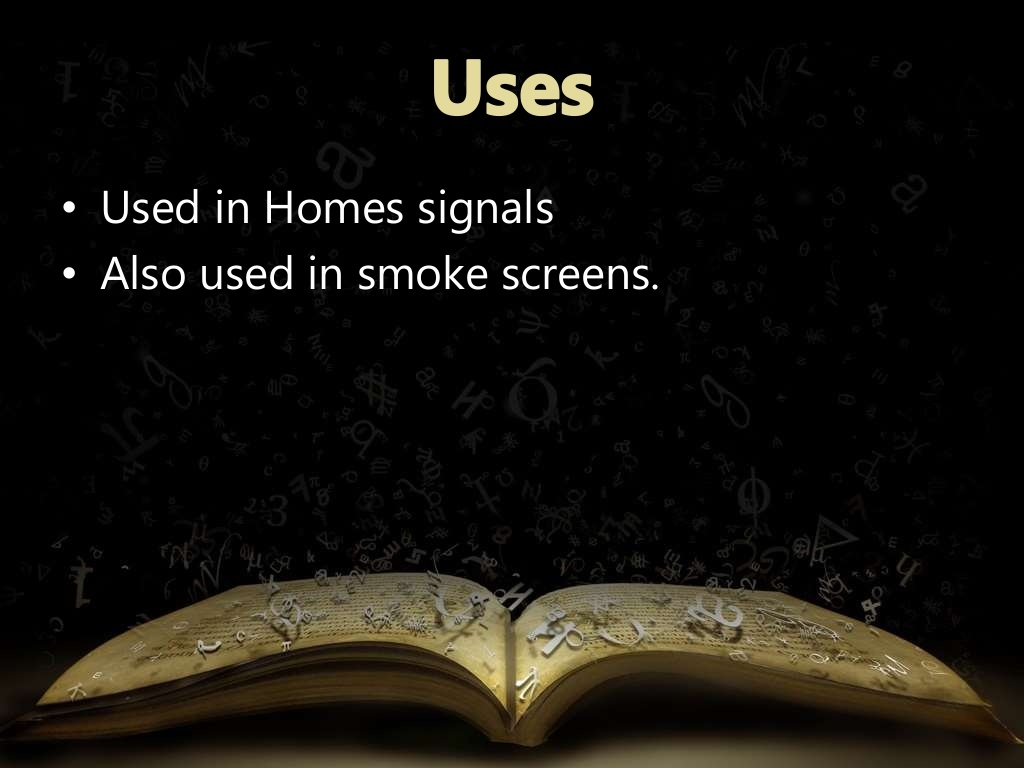 Uses
• Used in Homes signals
• Also used in smoke screens.